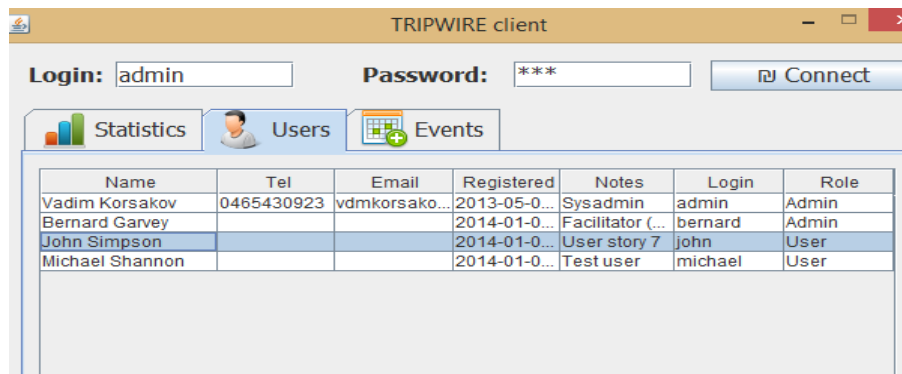 TRIPWIRE client
Login: admin Password: *** ₪ Connect
Statistics Users Events
Name Tel Email Registered Notes Login Role
Vadim Korsakov 0465430923 vdmkorsako... 2013-05-0... Sysadmin admin Admin
Bernard Garvey 2014-01-0... Facilitator (... bernard Admin
John Simpson 2014-01-0... User story 7 john User
Michael Shannon 2014-01-0... Test user michael User